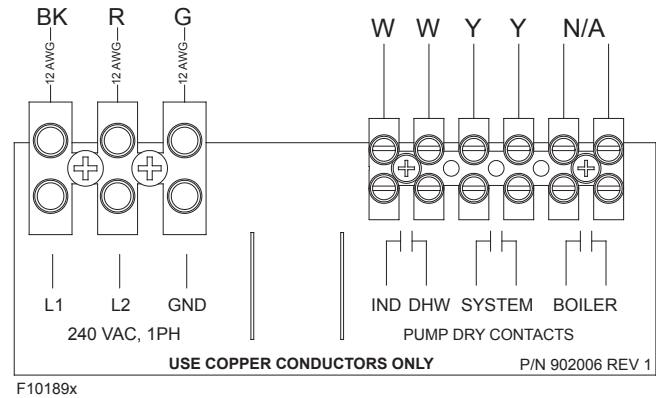 BK R G
12 AWG 12 AWG 12 AWG
W W Y Y N/A
L1 L2 GND
240 VAC, 1PH
IND DHW SYSTEM BOILER
PUMP DRY CONTACTS
USE COPPER CONDUCTORS ONLY
P/N 902006 REV 1
F10189x